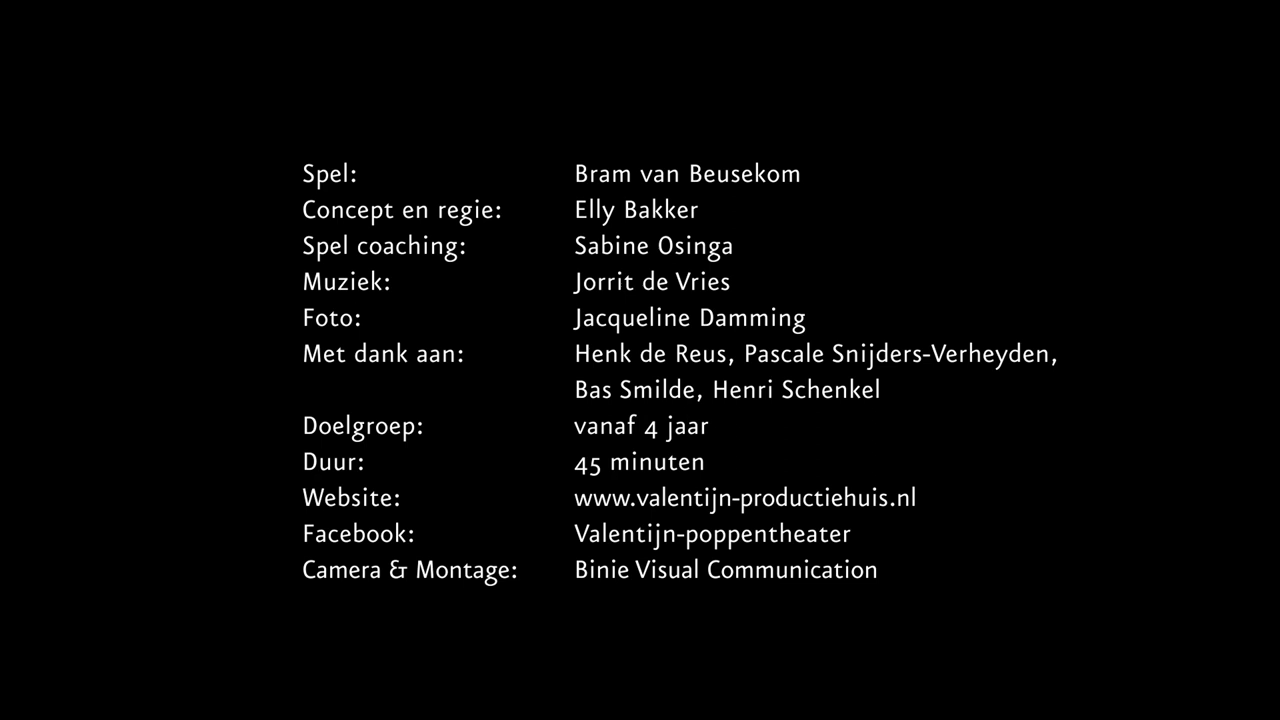 Spel: Bram van Beusekom
Concept en regie: Elly Bakker
Spel coaching: Sabine Osinga
Muziek: Jorrit de Vries
Foto: Jacqueline Damming
Met dank aan: Henk de Reus, Pascale Snijders-Verheyden,
Bas Smilde, Henri Schenkel
Doelgroep: vanaf 4 jaar
Duur: 45 minuten
Website: www.valentijn-productiehuis.nl
Facebook: Valentijn-poppentheater
Camera & Montage: Binie Visual Communication